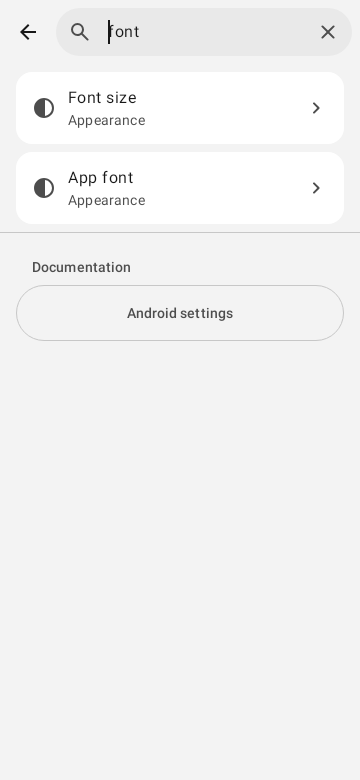 font
Font size
Appearance
App font
Appearance
Documentation
Android settings